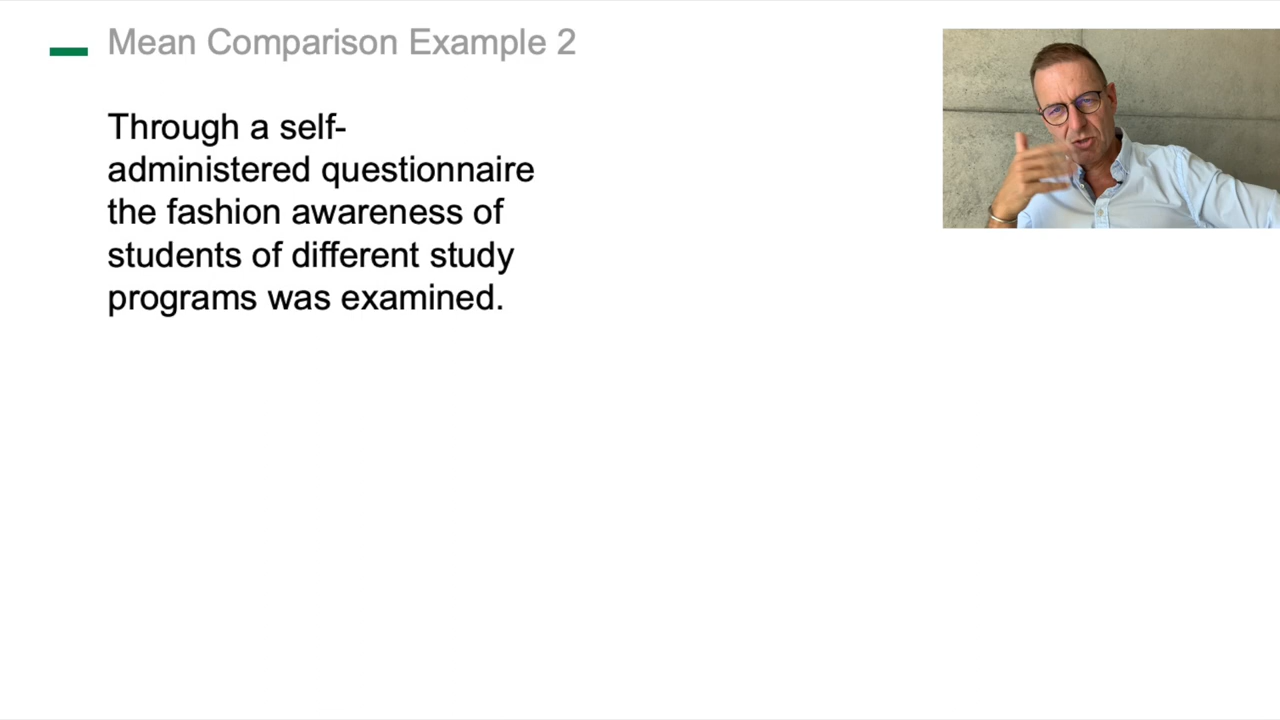 Mean Comparison Example 2
Through a self-
administered questionnaire
the fashion awareness of
students of different study
programs was examined.